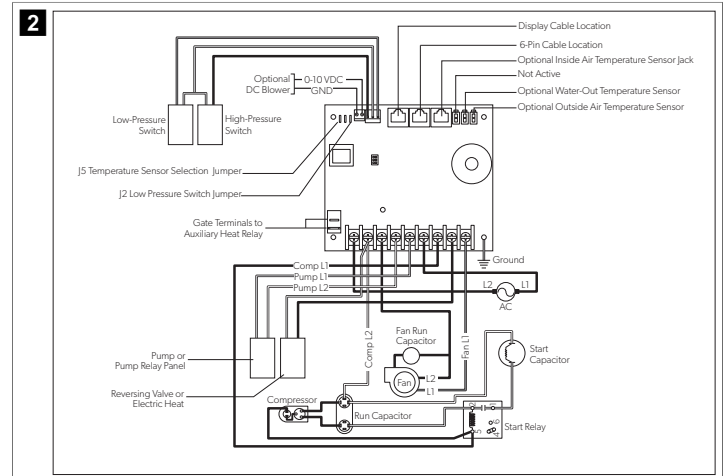 2
Display Cable Location
6-Pin Cable Location
Optional Inside Air Temperature Sensor Jack
Not Active
Optional Water-Out Temperature Sensor
Optional Outside Air Temperature Sensor
Optional
DC Blower
0-10 VDC
GND
Low-Pressure
Switch
High-Pressure
Switch
J5 Temperature Sensor Selection Jumper
J2 Low Pressure Switch Jumper
Gate Terminals to
Auxiliary Heat Relay
Ground
Comp L1
Pump L1
Pump L2
L2
L1
AC
Comp L2
Fan Run
Capacitor
Fan L1
Fan
L2
L1
Start
Capacitor
Pump or
Pump Relay Panel
Reversing Valve or
Electric Heat
Compressor
Run Capacitor
Start Relay
5
4
6